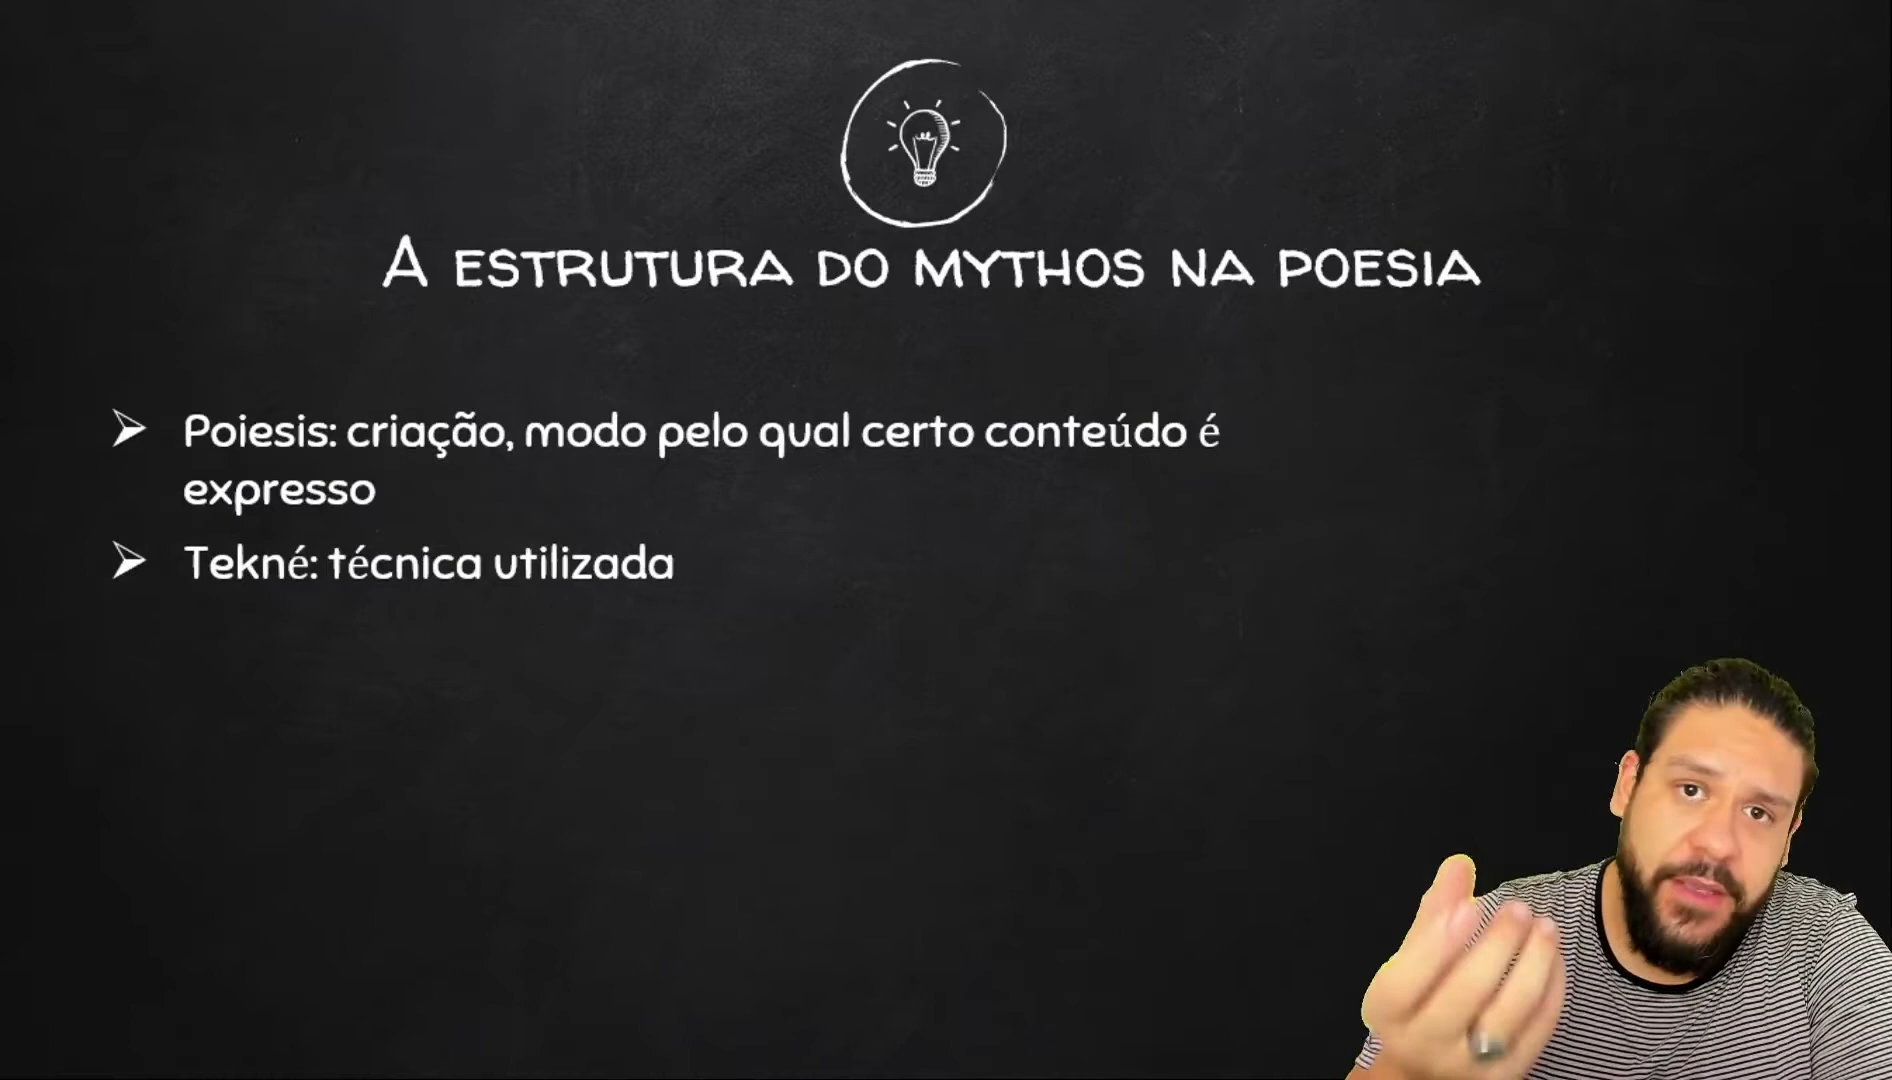 A ESTRUTURA DO MYTHOS NA POESIA
➢ Poiesis: criação, modo pelo qual certo conteúdo é
expresso
➢ Tekné: técnica utilizada